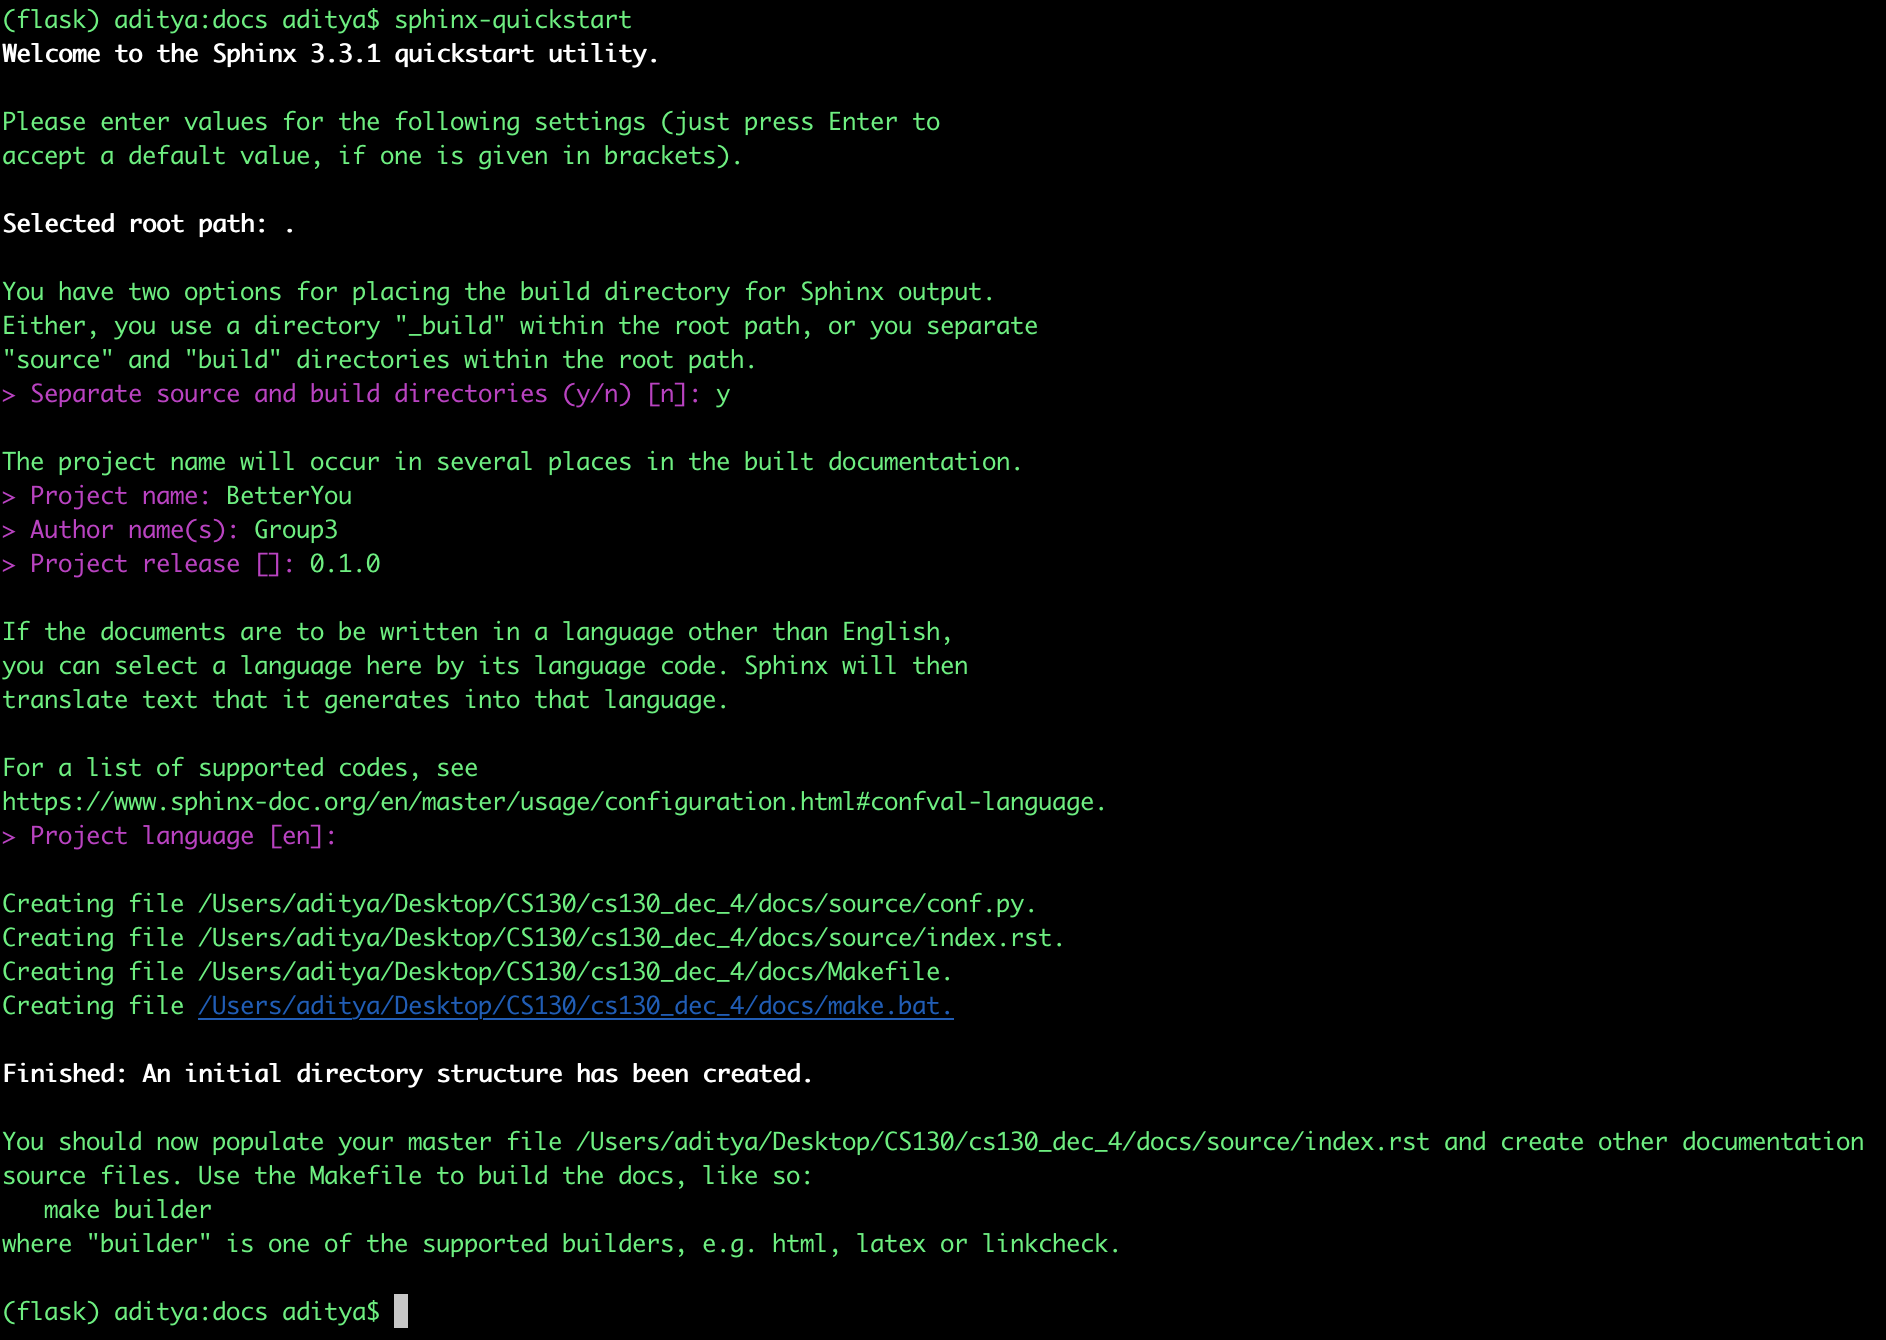 (flask) aditya:docs aditya$ sphinx-quickstart
Welcome to the Sphinx 3.3.1 quickstart utility.
Please enter values for the following settings (just press Enter to
accept a default value, if one is given in brackets).
Selected root path: .
You have two options for placing the build directory for Sphinx output.
Either, you use a directory "_build" within the root path, or you separate
"source" and "build" directories within the root path.
> Separate source and build directories (y/n) [n]: y
The project name will occur in several places in the built documentation.
> Project name: BetterYou
> Author name(s): Group3
> Project release []: 0.1.0
If the documents are to be written in a language other than English,
you can select a language here by its language code. Sphinx will then
translate text that it generates into that language.
For a list of supported codes, see
https://www.sphinx-doc.org/en/master/usage/configuration.html#confval-language.
> Project language [en]:
Creating file /Users/aditya/Desktop/CS130/cs130_dec_4/docs/source/conf.py.
Creating file /Users/aditya/Desktop/CS130/cs130_dec_4/docs/source/index.rst.
Creating file /Users/aditya/Desktop/CS130/cs130_dec_4/docs/Makefile.
Creating file /Users/aditya/Desktop/CS130/cs130_dec_4/docs/make.bat.
Finished: An initial directory structure has been created.
You should now populate your master file /Users/aditya/Desktop/CS130/cs130_dec_4/docs/source/index.rst and create other documentation
source files. Use the Makefile to build the docs, like so:
   make builder
where "builder" is one of the supported builders, e.g. html, latex or linkcheck.
(flask) aditya:docs aditya$